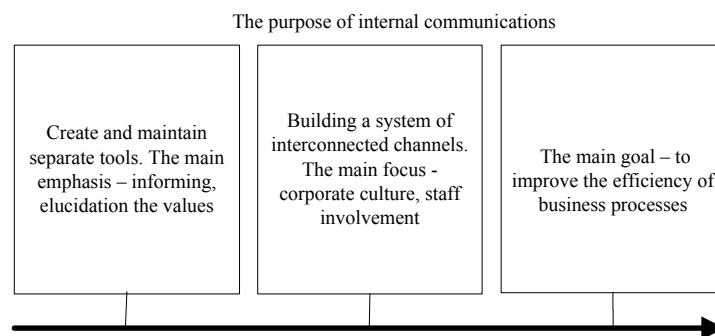 The purpose of internal communications
Create and maintain
separate tools. The main
emphasis – informing,
elucidation the values
Building a system of
interconnected channels.
The main focus -
corporate culture, staff
involvement
The main goal – to
improve the efficiency of
business processes